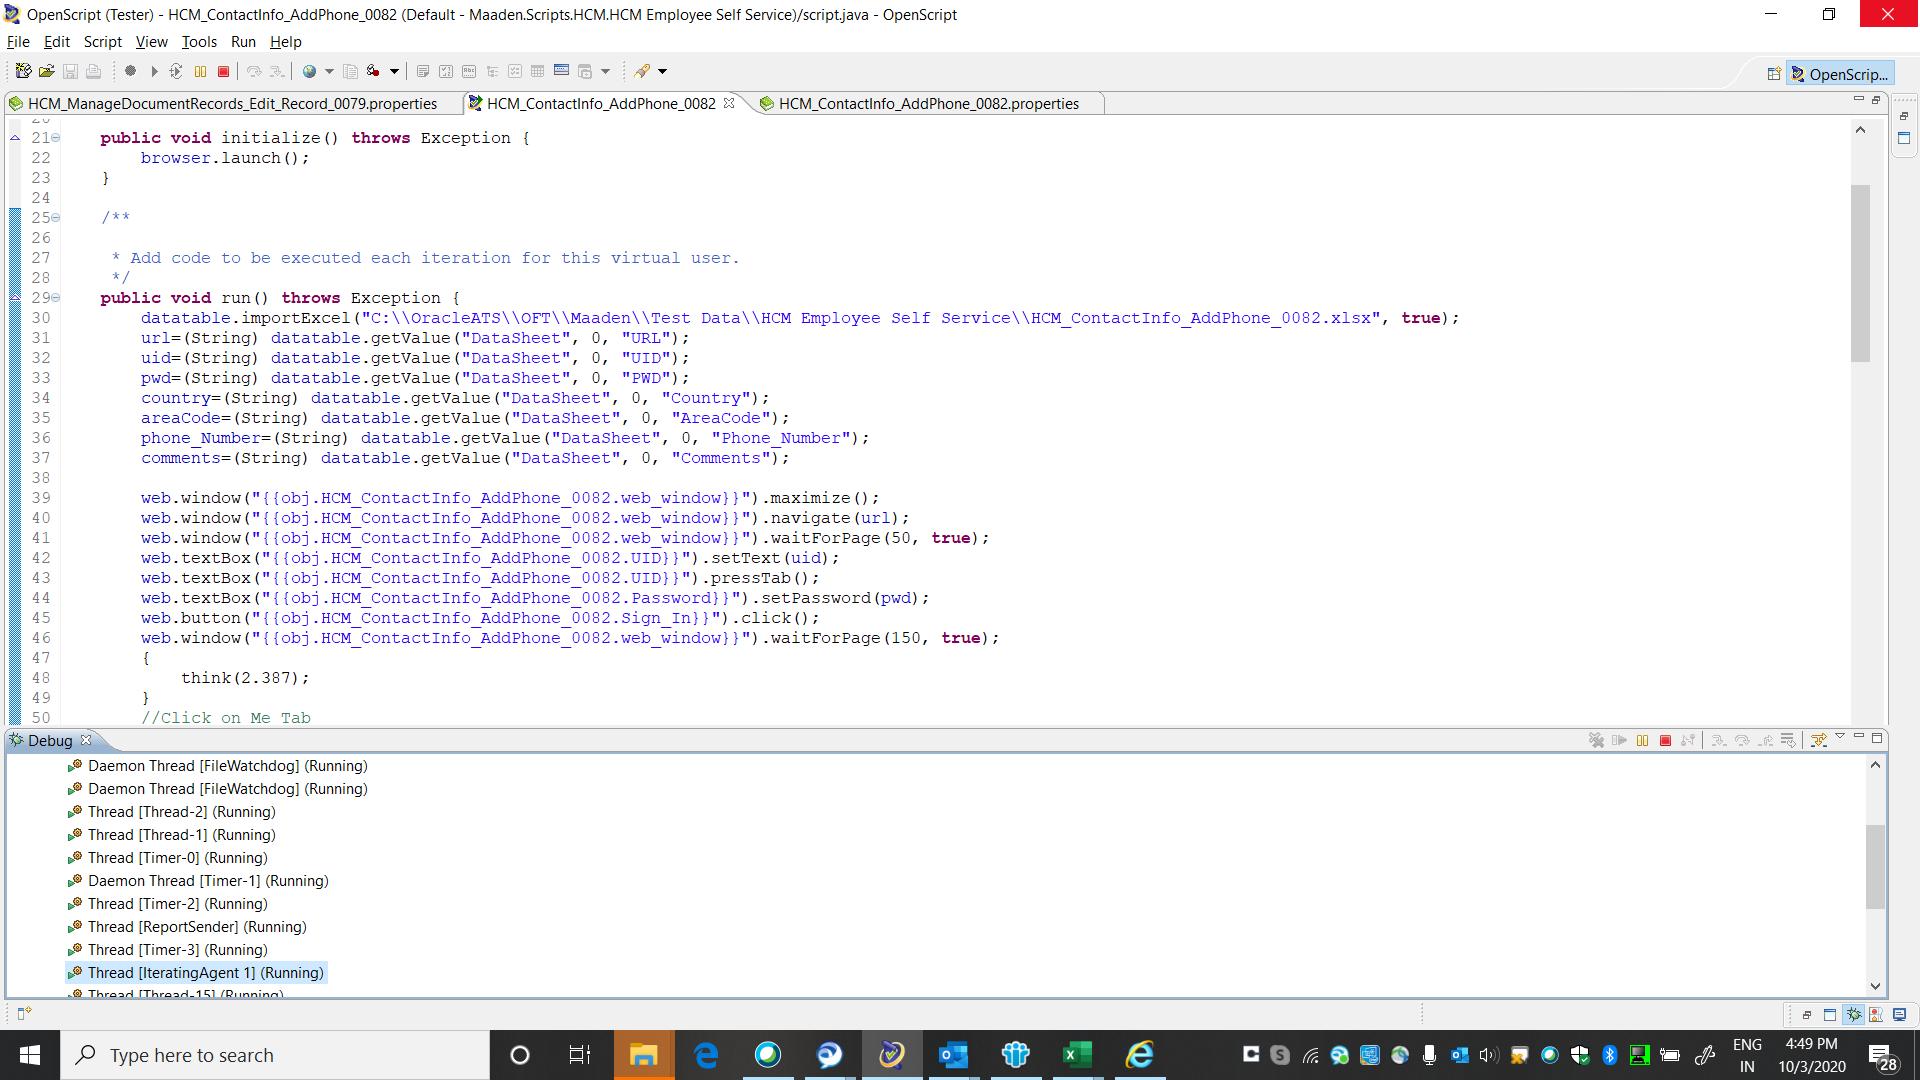 OpenScript (Tester) - HCM_ContactInfo_AddPhone_0082 (Default - Maaden.Scripts.HCM.HCM Employee Self Service)/script.java - OpenScript
File Edit Script View Tools Run Help
OpenScrip...
HCM_ManageDocumentRecords_Edit_Record_0079.properties HCM_ContactInfo_AddPhone_0082 HCM_ContactInfo_AddPhone_0082.properties
20
21 public void initialize() throws Exception {
22 browser.launch();
23 }
24
25 /**
26
27 * Add code to be executed each iteration for this virtual user.
28 */
29 public void run() throws Exception {
30 datatable.importExcel("C:\\OracleATS\\OFT\\Maaden\\Test Data\\HCM Employee Self Service\\HCM_ContactInfo_AddPhone_0082.xlsx", true);
31 url=(String) datatable.getValue("DataSheet", 0, "URL");
32 uid=(String) datatable.getValue("DataSheet", 0, "UID");
33 pwd=(String) datatable.getValue("DataSheet", 0, "PWD");
34 country=(String) datatable.getValue("DataSheet", 0, "Country");
35 areaCode=(String) datatable.getValue("DataSheet", 0, "AreaCode");
36 phone_Number=(String) datatable.getValue("DataSheet", 0, "Phone_Number");
37 comments=(String) datatable.getValue("DataSheet", 0, "Comments");
38
39 web.window("{{obj.HCM_ContactInfo_AddPhone_0082.web_window}}").maximize();
40 web.window("{{obj.HCM_ContactInfo_AddPhone_0082.web_window}}").navigate(url);
41 web.window("{{obj.HCM_ContactInfo_AddPhone_0082.web_window}}").waitForPage(50, true);
42 web.textBox("{{obj.HCM_ContactInfo_AddPhone_0082.UID}}").setText(uid);
43 web.textBox("{{obj.HCM_ContactInfo_AddPhone_0082.UID}}").pressTab();
44 web.textBox("{{obj.HCM_ContactInfo_AddPhone_0082.Password}}").setPassword(pwd);
45 web.button("{{obj.HCM_ContactInfo_AddPhone_0082.Sign_In}}").click();
46 web.window("{{obj.HCM_ContactInfo_AddPhone_0082.web_window}}").waitForPage(150, true);
47 {
48 think(2.387);
49 }
50 //Click on Me Tab
Debug
Daemon Thread [FileWatchdog] (Running)
Daemon Thread [FileWatchdog] (Running)
Thread [Thread-2] (Running)
Thread [Thread-1] (Running)
Thread [Timer-0] (Running)
Daemon Thread [Timer-1] (Running)
Thread [Timer-2] (Running)
Thread [ReportSender] (Running)
Thread [Timer-3] (Running)
Thread [IteratingAgent 1] (Running)
Thread [Thread-15] (Running)
Type here to search
ENG
IN
4:49 PM
10/3/2020
28